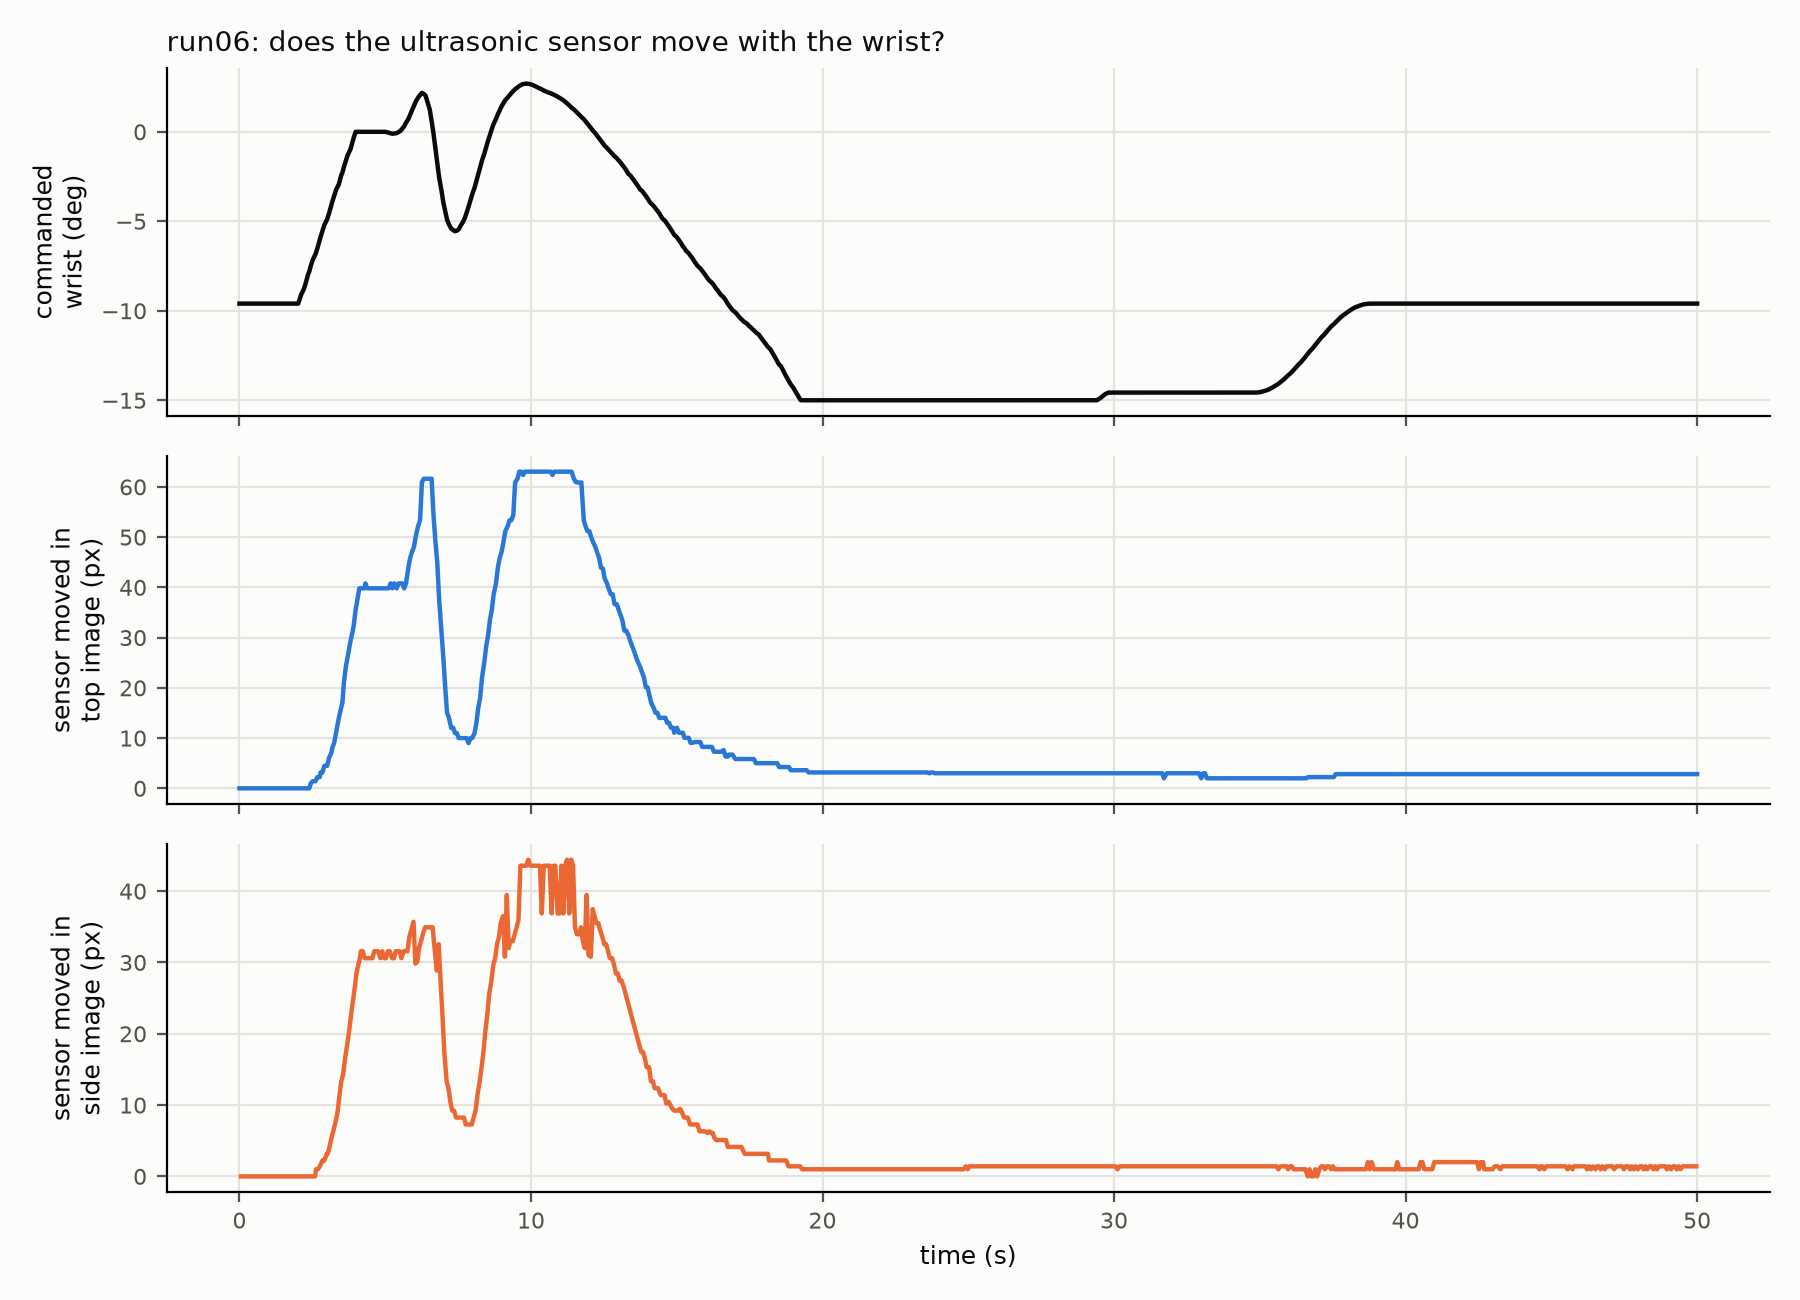 run06: does the ultrasonic sensor move with the wrist?
commanded
wrist (deg)
0
−5
−10
−15
sensor moved in
top image (px)
60
50
40
30
20
10
0
sensor moved in
side image (px)
40
30
20
10
0
0 10 20 30 40 50
time (s)